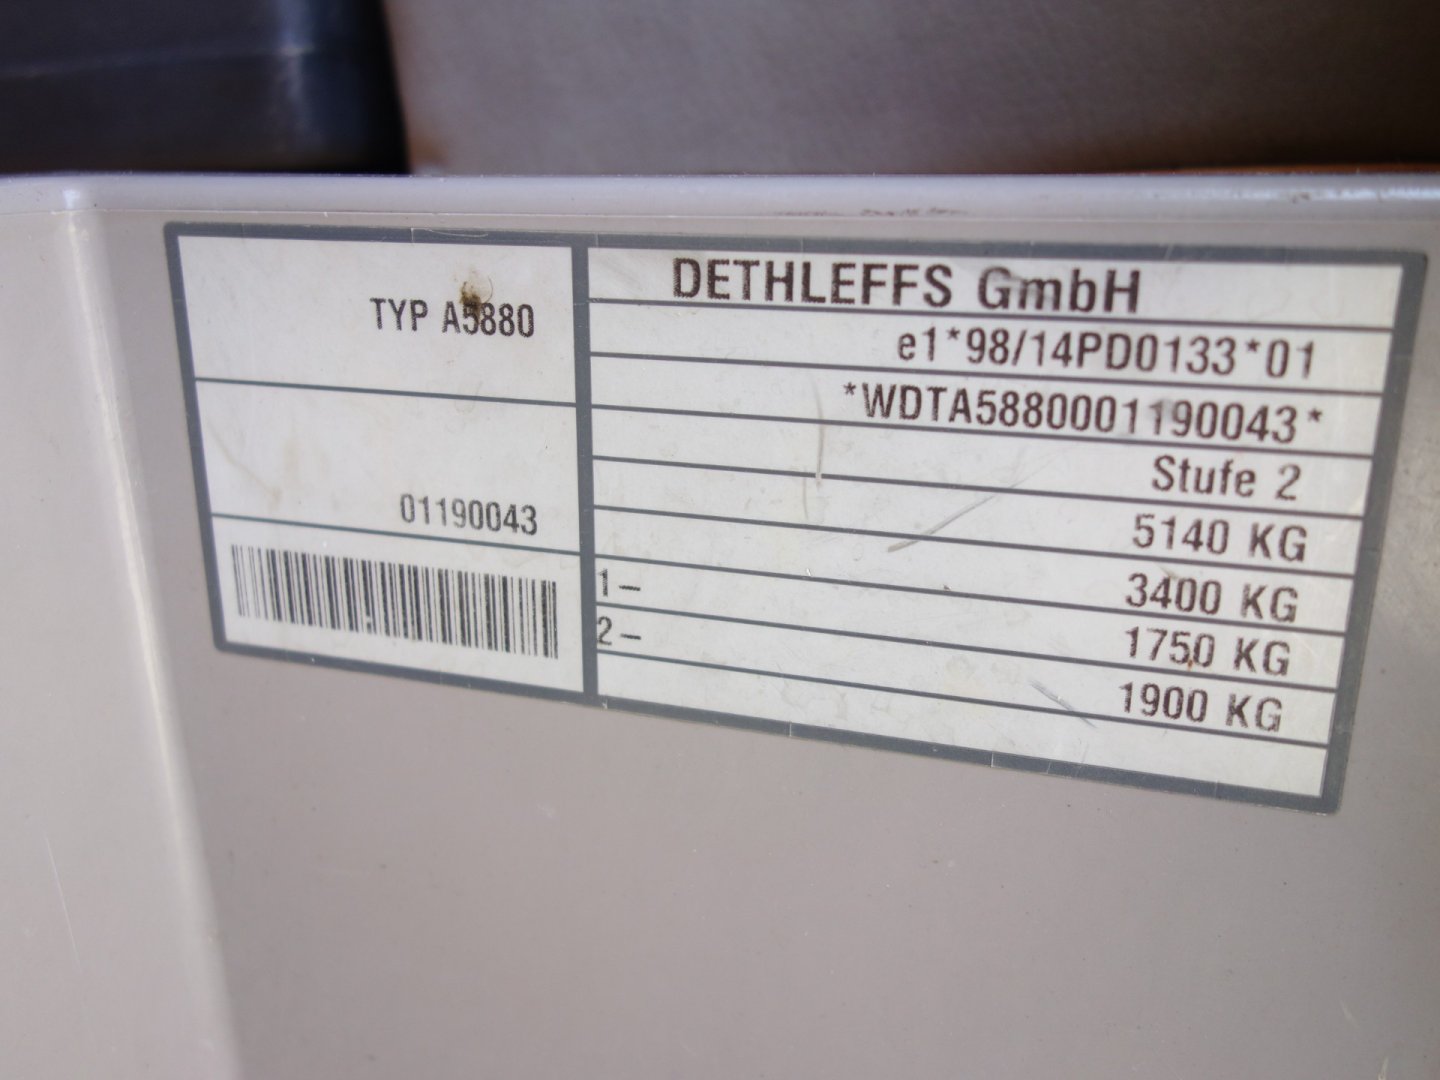 TYP A5880
01190043
DETHLEFFS GmbH
e1*98/14PD0133*01
*WDTA5880001190043*
Stufe 2
5140 KG
3400 KG
1– 1750 KG
2– 1900 KG